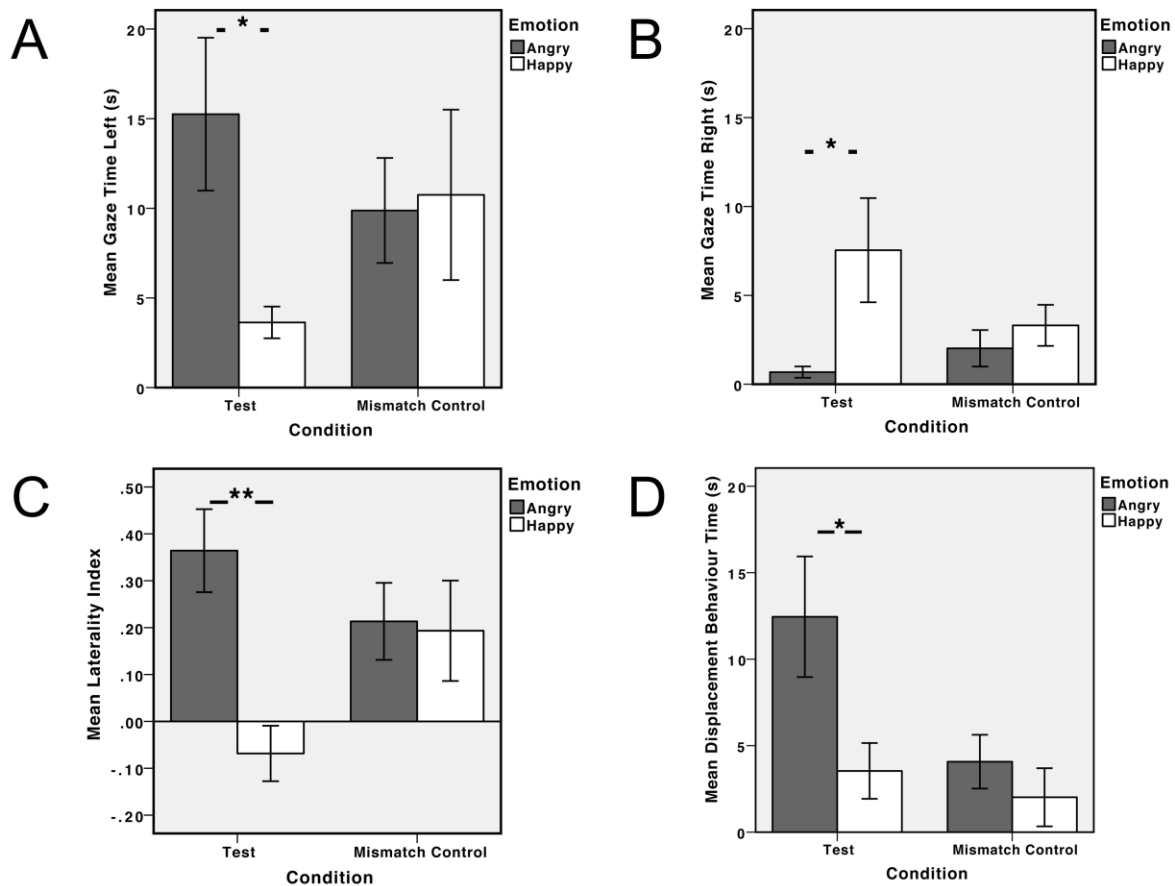 A
Mean Gaze Time Left (s)
20
15
10
5
0
*
Test
Mismatch Control
Condition
Emotion
Angry
Happy
B
Mean Gaze Time Right (s)
20
15
10
5
0
*
Test
Mismatch Control
Condition
Emotion
Angry
Happy
C
Mean Laterality Index
.50
.40
.30
.20
.10
.00
-.10
-.20
**
Test
Mismatch Control
Condition
Emotion
Angry
Happy
D
Mean Displacement Behaviour Time (s)
20
15
10
5
0
*
Test
Mismatch Control
Condition
Emotion
Angry
Happy